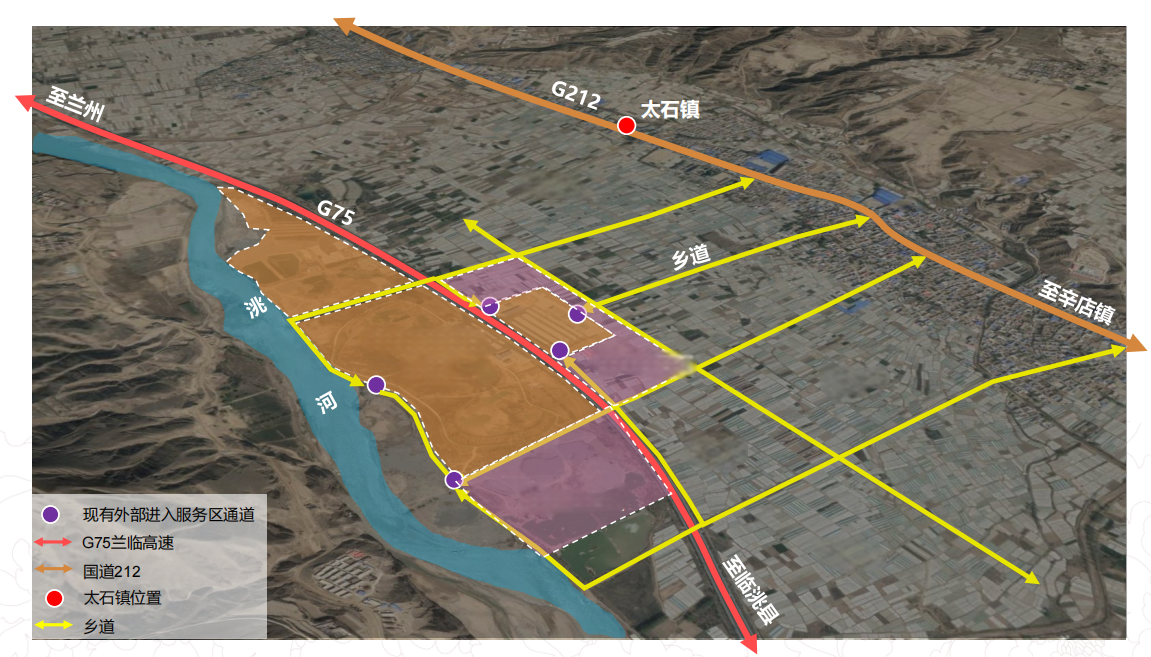 G212
太石镇
至兰州
G75
乡道
洮
河
至辛店镇
至临洮县
现有外部进入服务区通道
G75兰临高速
国道212
太石镇位置
乡道